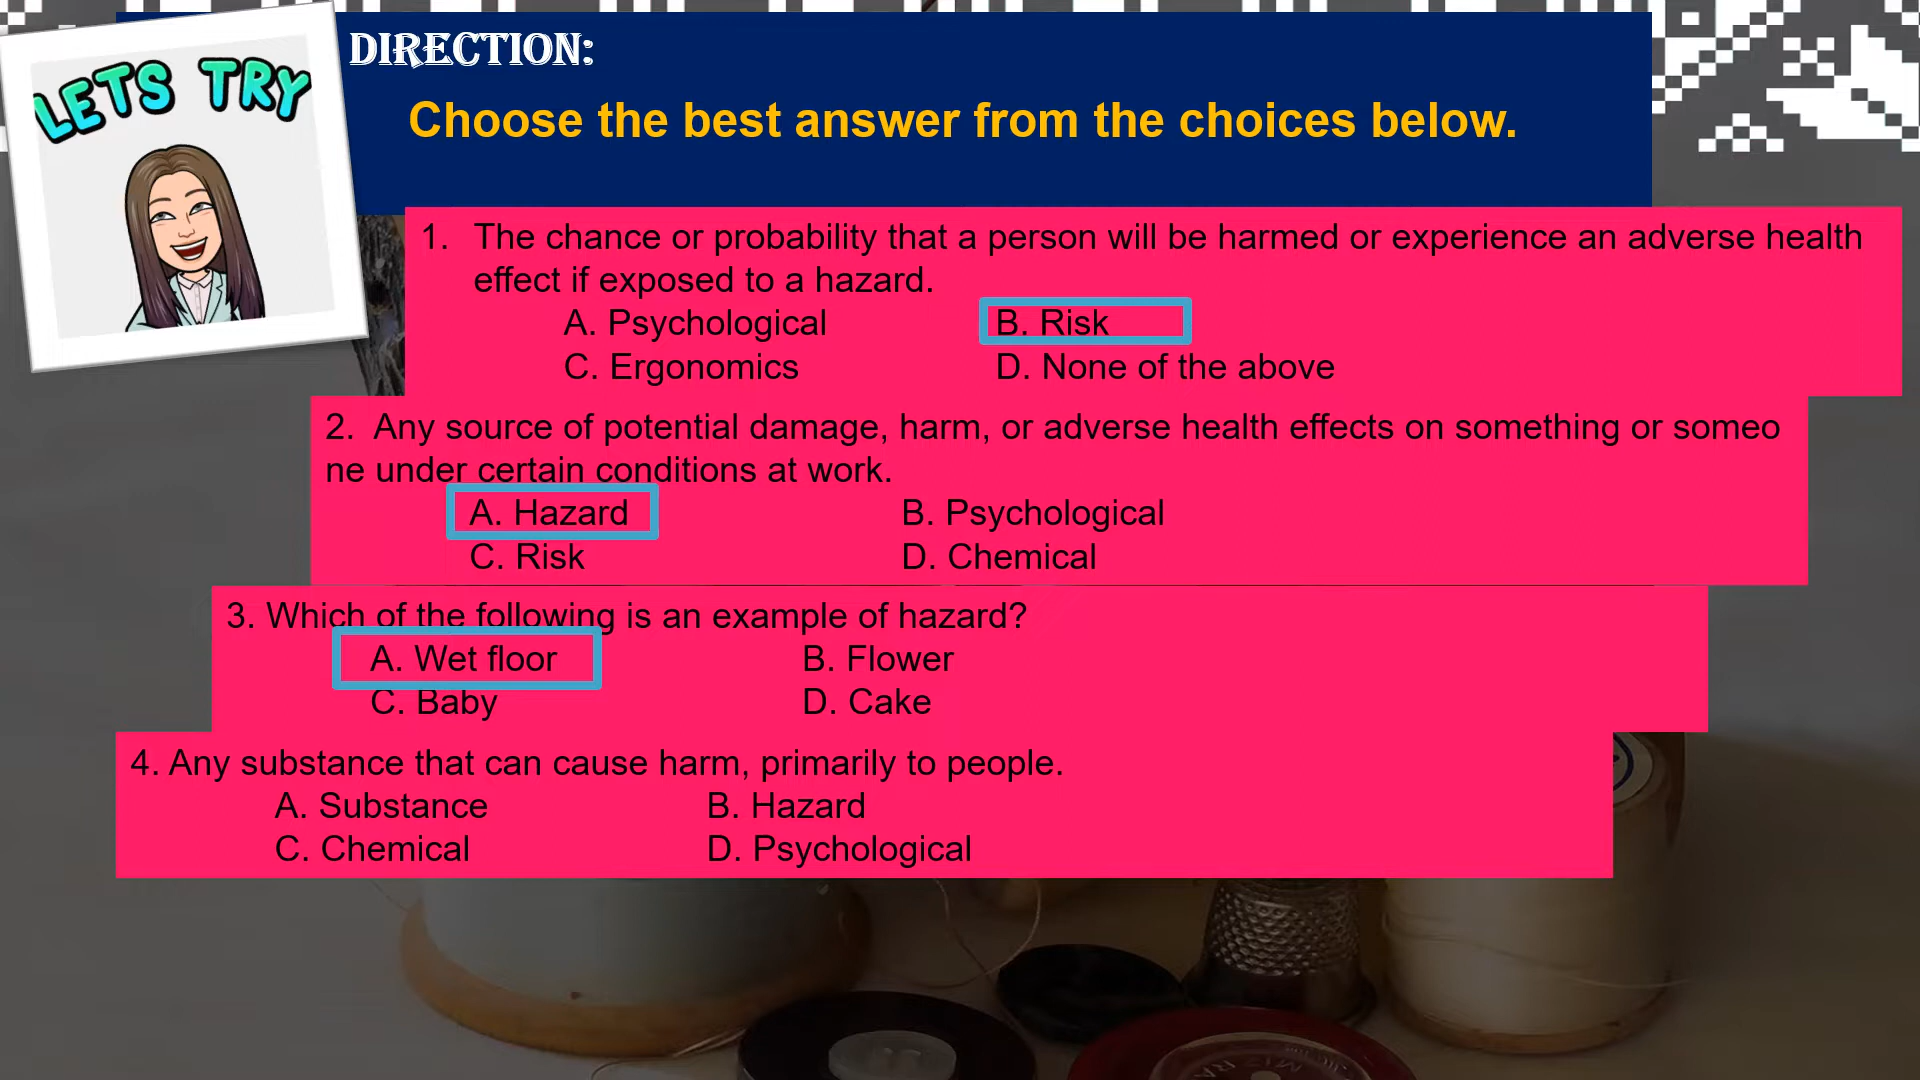 LETS TRY
DIRECTION:
Choose the best answer from the choices below.
1. The chance or probability that a person will be harmed or experience an adverse health
effect if exposed to a hazard.
A. Psychological B. Risk
C. Ergonomics D. None of the above
2. Any source of potential damage, harm, or adverse health effects on something or someo
ne under certain conditions at work.
A. Hazard B. Psychological
C. Risk D. Chemical
3. Which of the following is an example of hazard?
A. Wet floor B. Flower
C. Baby D. Cake
4. Any substance that can cause harm, primarily to people.
A. Substance B. Hazard
C. Chemical D. Psychological